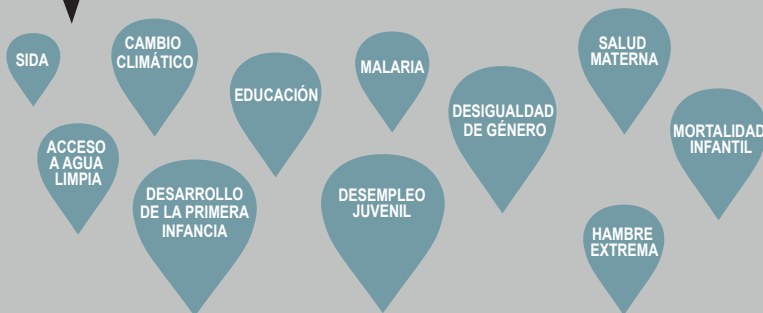 SIDA
CAMBIO
CLIMÁTICO
EDUCACIÓN
MALARIA
DESIGUALDAD
DE GÉNERO
SALUD
MATERNA
MORTALIDAD
INFANTIL
ACCESO
A AGUA
LIMPIA
DESARROLLO
DE LA PRIMERA
INFANCIA
DESEMPLEO
JUVENIL
HAMBRE
EXTREMA